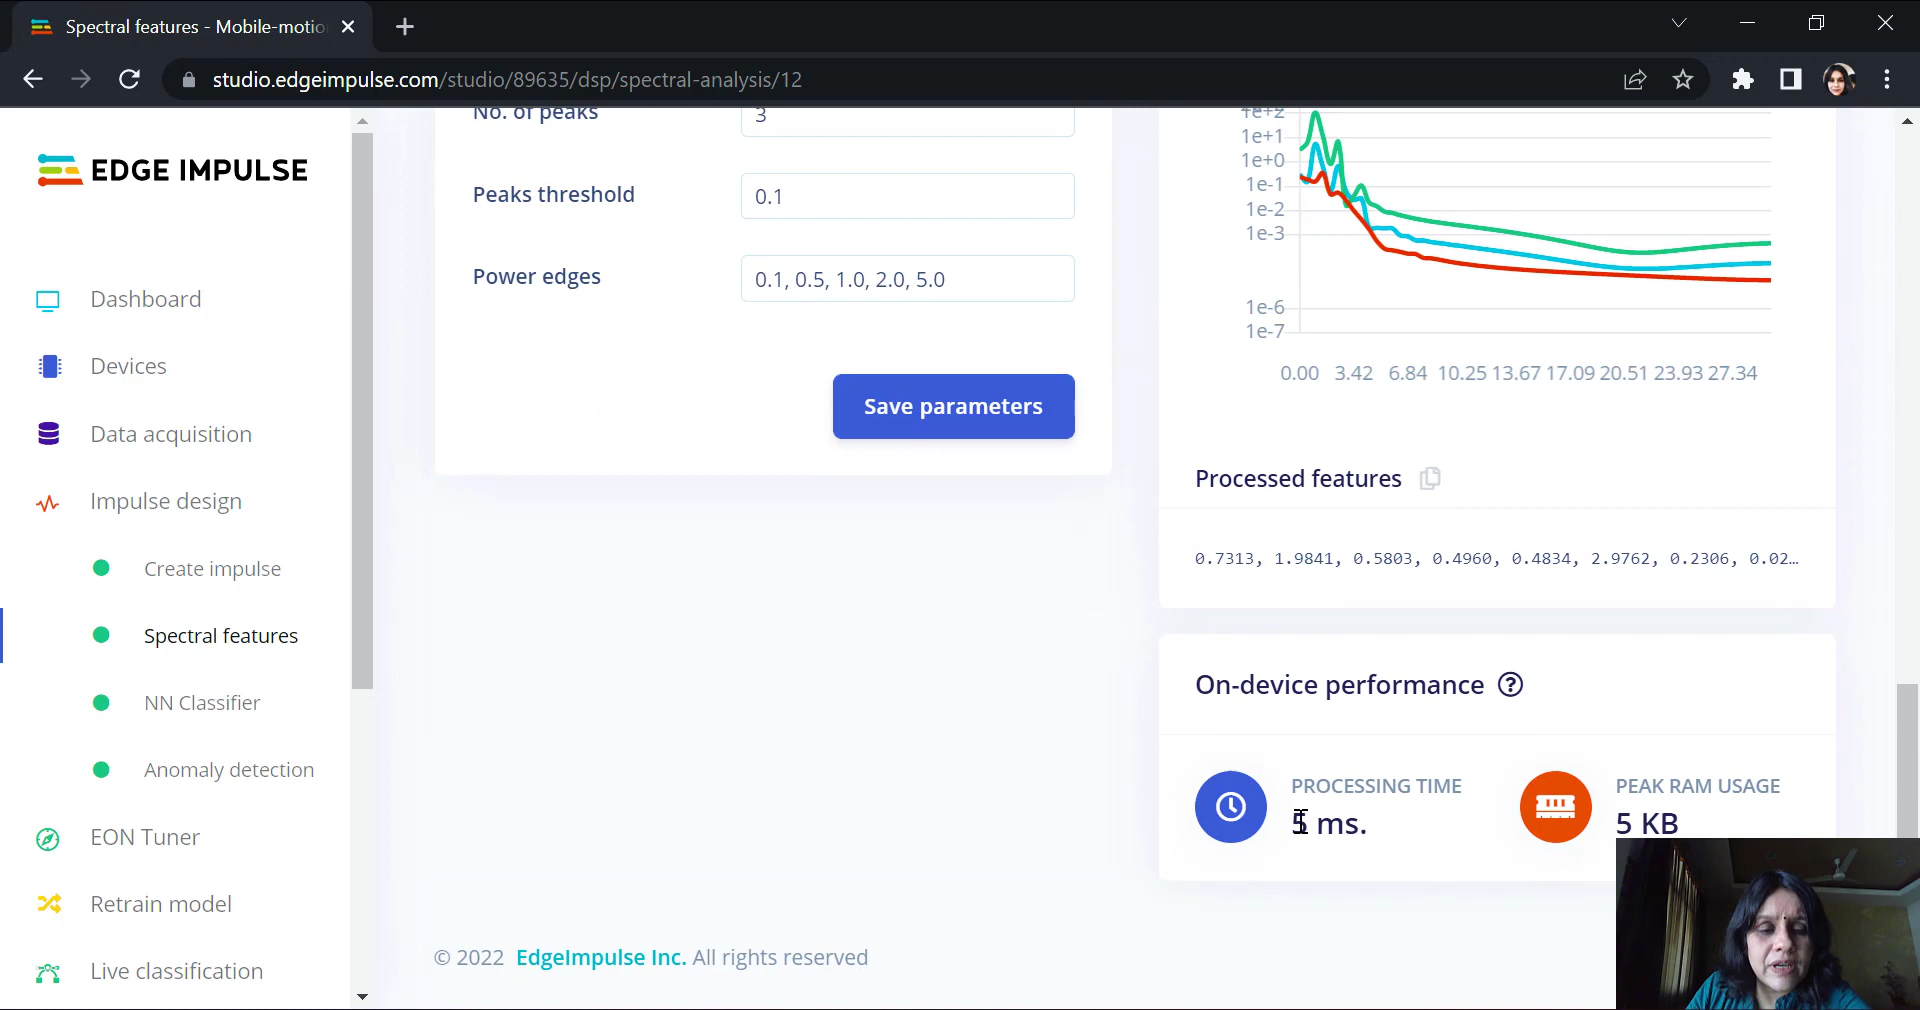 Spectral features - Mobile-motio
studio.edgeimpulse.com/studio/89635/dsp/spectral-analysis/12
EDGE IMPULSE
Dashboard
Devices
Data acquisition
Impulse design
Create impulse
Spectral features
NN Classifier
Anomaly detection
EON Tuner
Retrain model
Live classification
No. of peaks
3
Peaks threshold
0.1
Power edges
0.1, 0.5, 1.0, 2.0, 5.0
Save parameters
© 2022 EdgeImpulse Inc. All rights reserved
1e+2
1e+1
1e+0
1e-1
1e-2
1e-3
1e-6
1e-7
0.00 3.42 6.84 10.25 13.67 17.09 20.51 23.93 27.34
Processed features
0.7313, 1.9841, 0.5803, 0.4960, 0.4834, 2.9762, 0.2306, 0.02…
On-device performance
PROCESSING TIME
5 ms.
PEAK RAM USAGE
5 KB